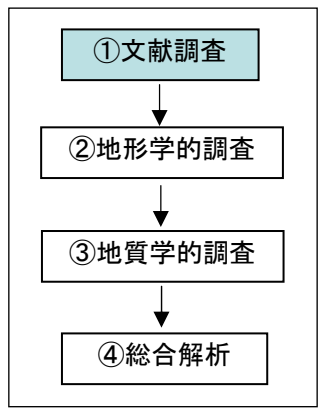 ①文献調査
②地形学的調査
③地質学的調査
④総合解析